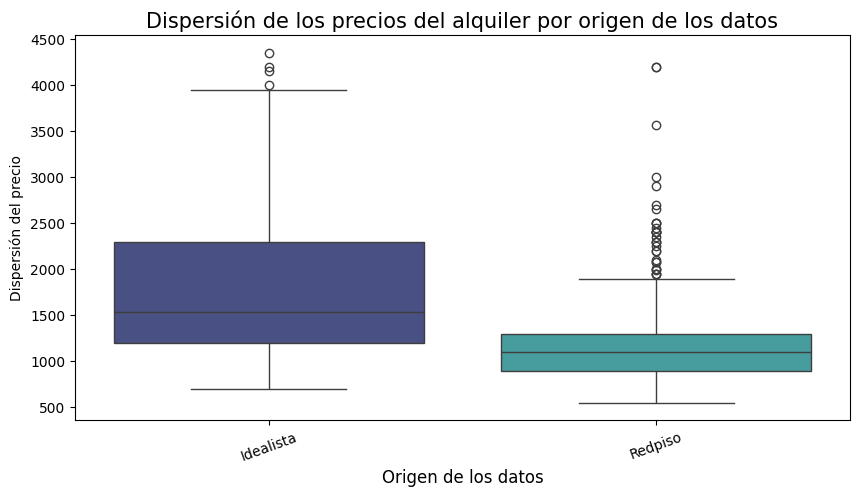 Dispersión de los precios del alquiler por origen de los datos
Dispersión del precio
4500
4000
3500
3000
2500
2000
1500
1000
500
Idealista
Redpiso
Origen de los datos